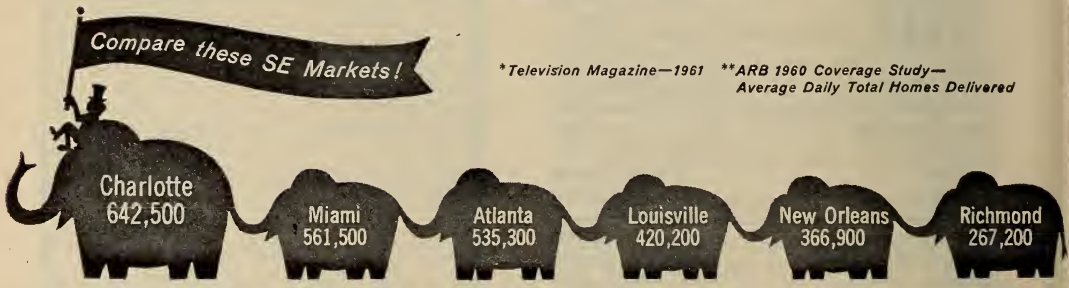 Compare these SE Markets!
*Television Magazine—1961 **ARB 1960 Coverage Study—
Average Daily Total Homes Delivered
Charlotte
642,500
Miami
561,500
Atlanta
535,300
Louisville
420,200
New Orleans
366,900
Richmond
267,200